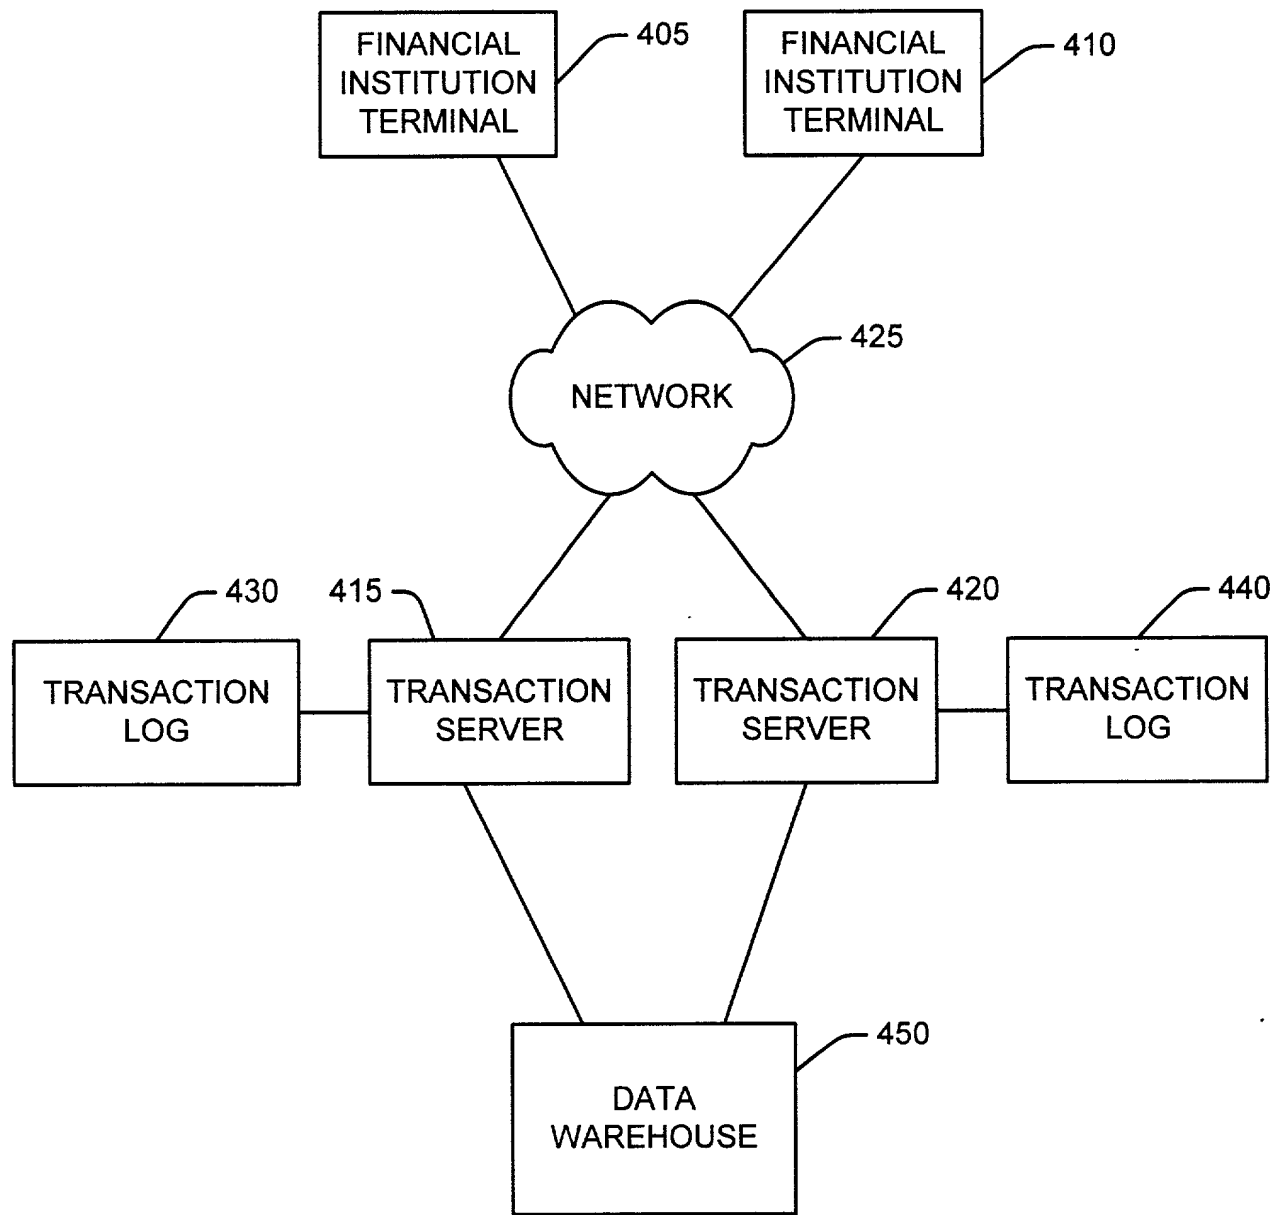 FINANCIAL
INSTITUTION
TERMINAL
405
FINANCIAL
INSTITUTION
TERMINAL
410
NETWORK
425
430
415
420
440
TRANSACTION
LOG
TRANSACTION
SERVER
TRANSACTION
SERVER
TRANSACTION
LOG
450
DATA
WAREHOUSE